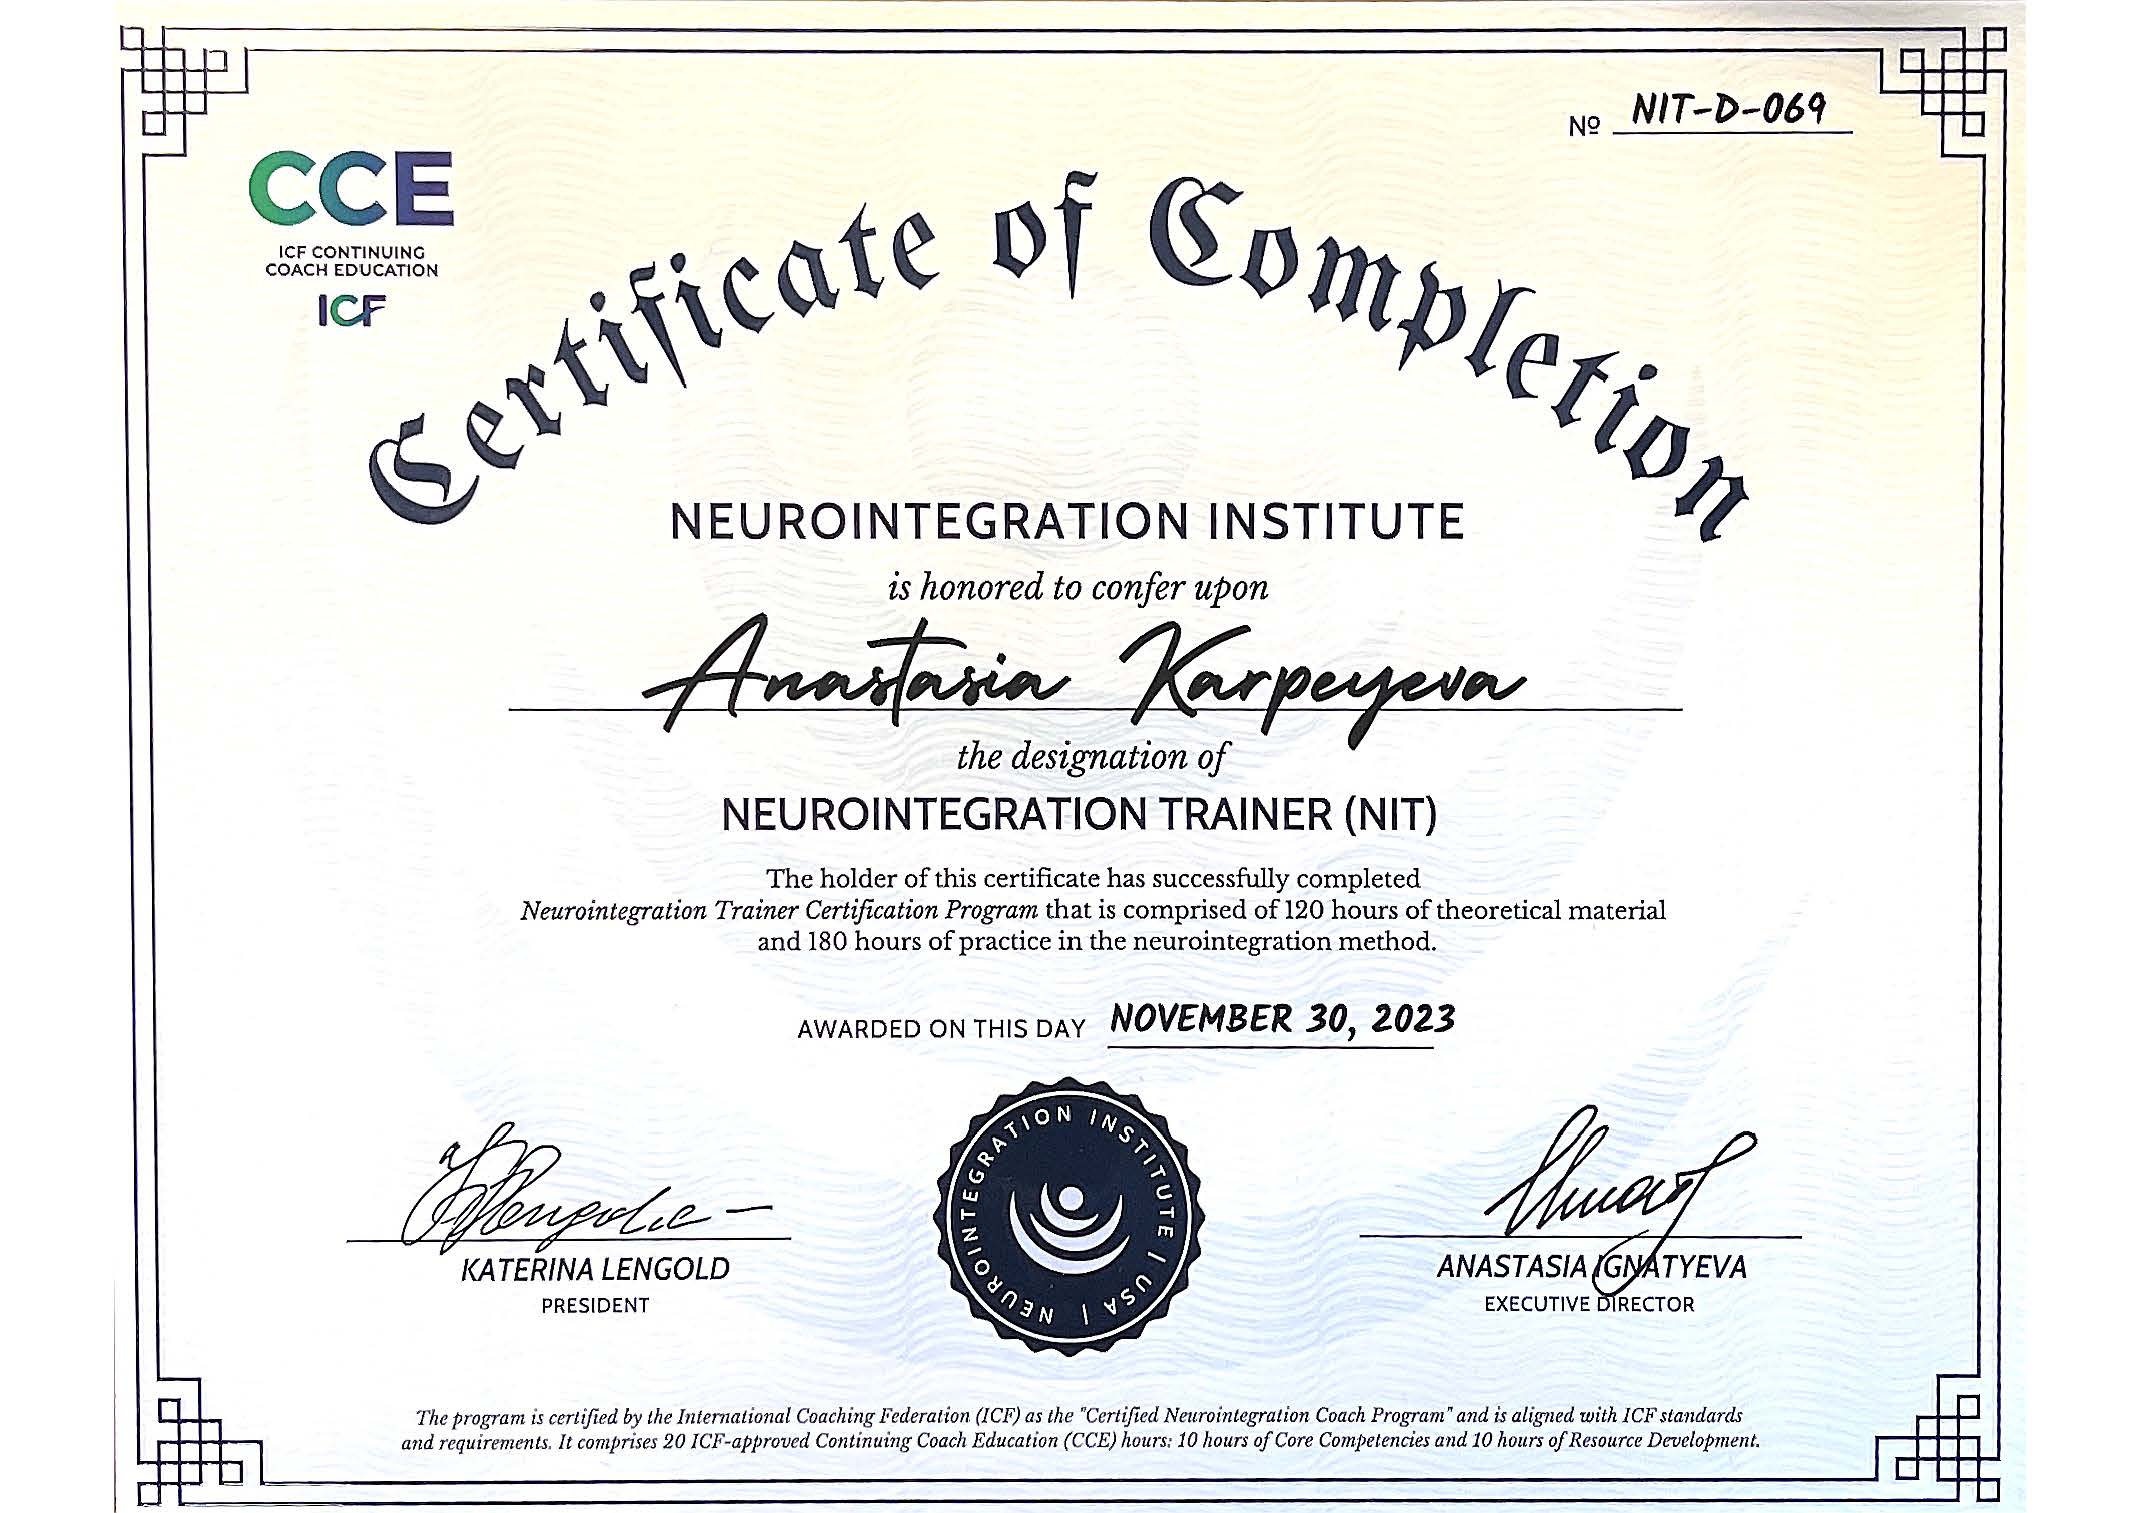 № NIT-D-069
CCE
ICF CONTINUING
COACH EDUCATION
ICF
Certificate of Completion
NEUROINTEGRATION INSTITUTE
is honored to confer upon
Anastasia Karpeyeva
the designation of
NEUROINTEGRATION TRAINER (NIT)
The holder of this certificate has successfully completed
Neurointegration Trainer Certification Program that is comprised of 120 hours of theoretical material
and 180 hours of practice in the neurointegration method.
AWARDED ON THIS DAY NOVEMBER 30, 2023
NEUROINTEGRATION INSTITUTE | USA |
KATERINA LENGOLD
PRESIDENT
ANASTASIA IGNATYEVA
EXECUTIVE DIRECTOR
The program is certified by the International Coaching Federation (ICF) as the "Certified Neurointegration Coach Program" and is aligned with ICF standards
and requirements. It comprises 20 ICF-approved Continuing Coach Education (CCE) hours: 10 hours of Core Competencies and 10 hours of Resource Development.